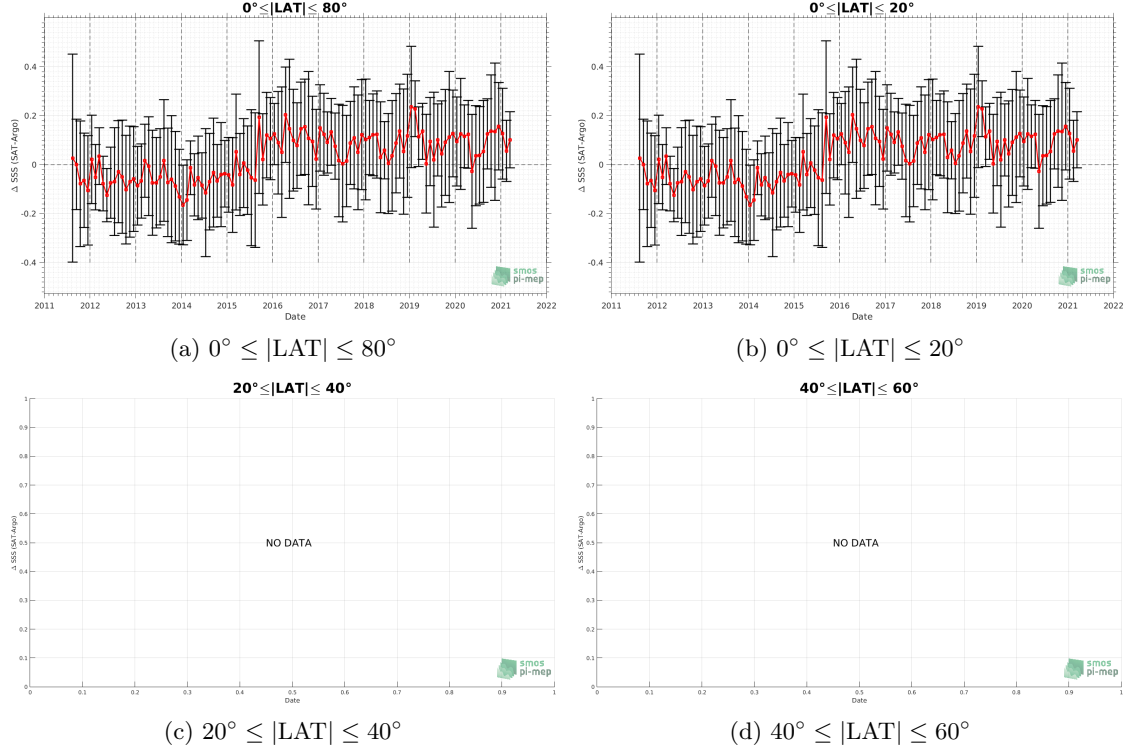 0°≤|LAT|≤ 80°
Δ SSS (SAT-Argo)
0.4
0.2
0
-0.2
-0.4
2011 2012 2013 2014 2015 2016 2017 2018 2019 2020 2021 2022
Date
smos
pi-mep
(a) 0° ≤ |LAT| ≤ 80°
0°≤|LAT|≤ 20°
Δ SSS (SAT-Argo)
0.4
0.2
0
-0.2
-0.4
2011 2012 2013 2014 2015 2016 2017 2018 2019 2020 2021 2022
Date
smos
pi-mep
(b) 0° ≤ |LAT| ≤ 20°
20°≤|LAT|≤ 40°
Δ SSS (SAT-Argo)
1
0.9
0.8
0.7
0.6
0.5
0.4
0.3
0.2
0.1
0
NO DATA
0 0.1 0.2 0.3 0.4 0.5 0.6 0.7 0.8 0.9 1
Date
smos
pi-mep
(c) 20° ≤ |LAT| ≤ 40°
40°≤|LAT|≤ 60°
Δ SSS (SAT-Argo)
1
0.9
0.8
0.7
0.6
0.5
0.4
0.3
0.2
0.1
0
NO DATA
0 0.1 0.2 0.3 0.4 0.5 0.6 0.7 0.8 0.9 1
Date
smos
pi-mep
(d) 40° ≤ |LAT| ≤ 60°